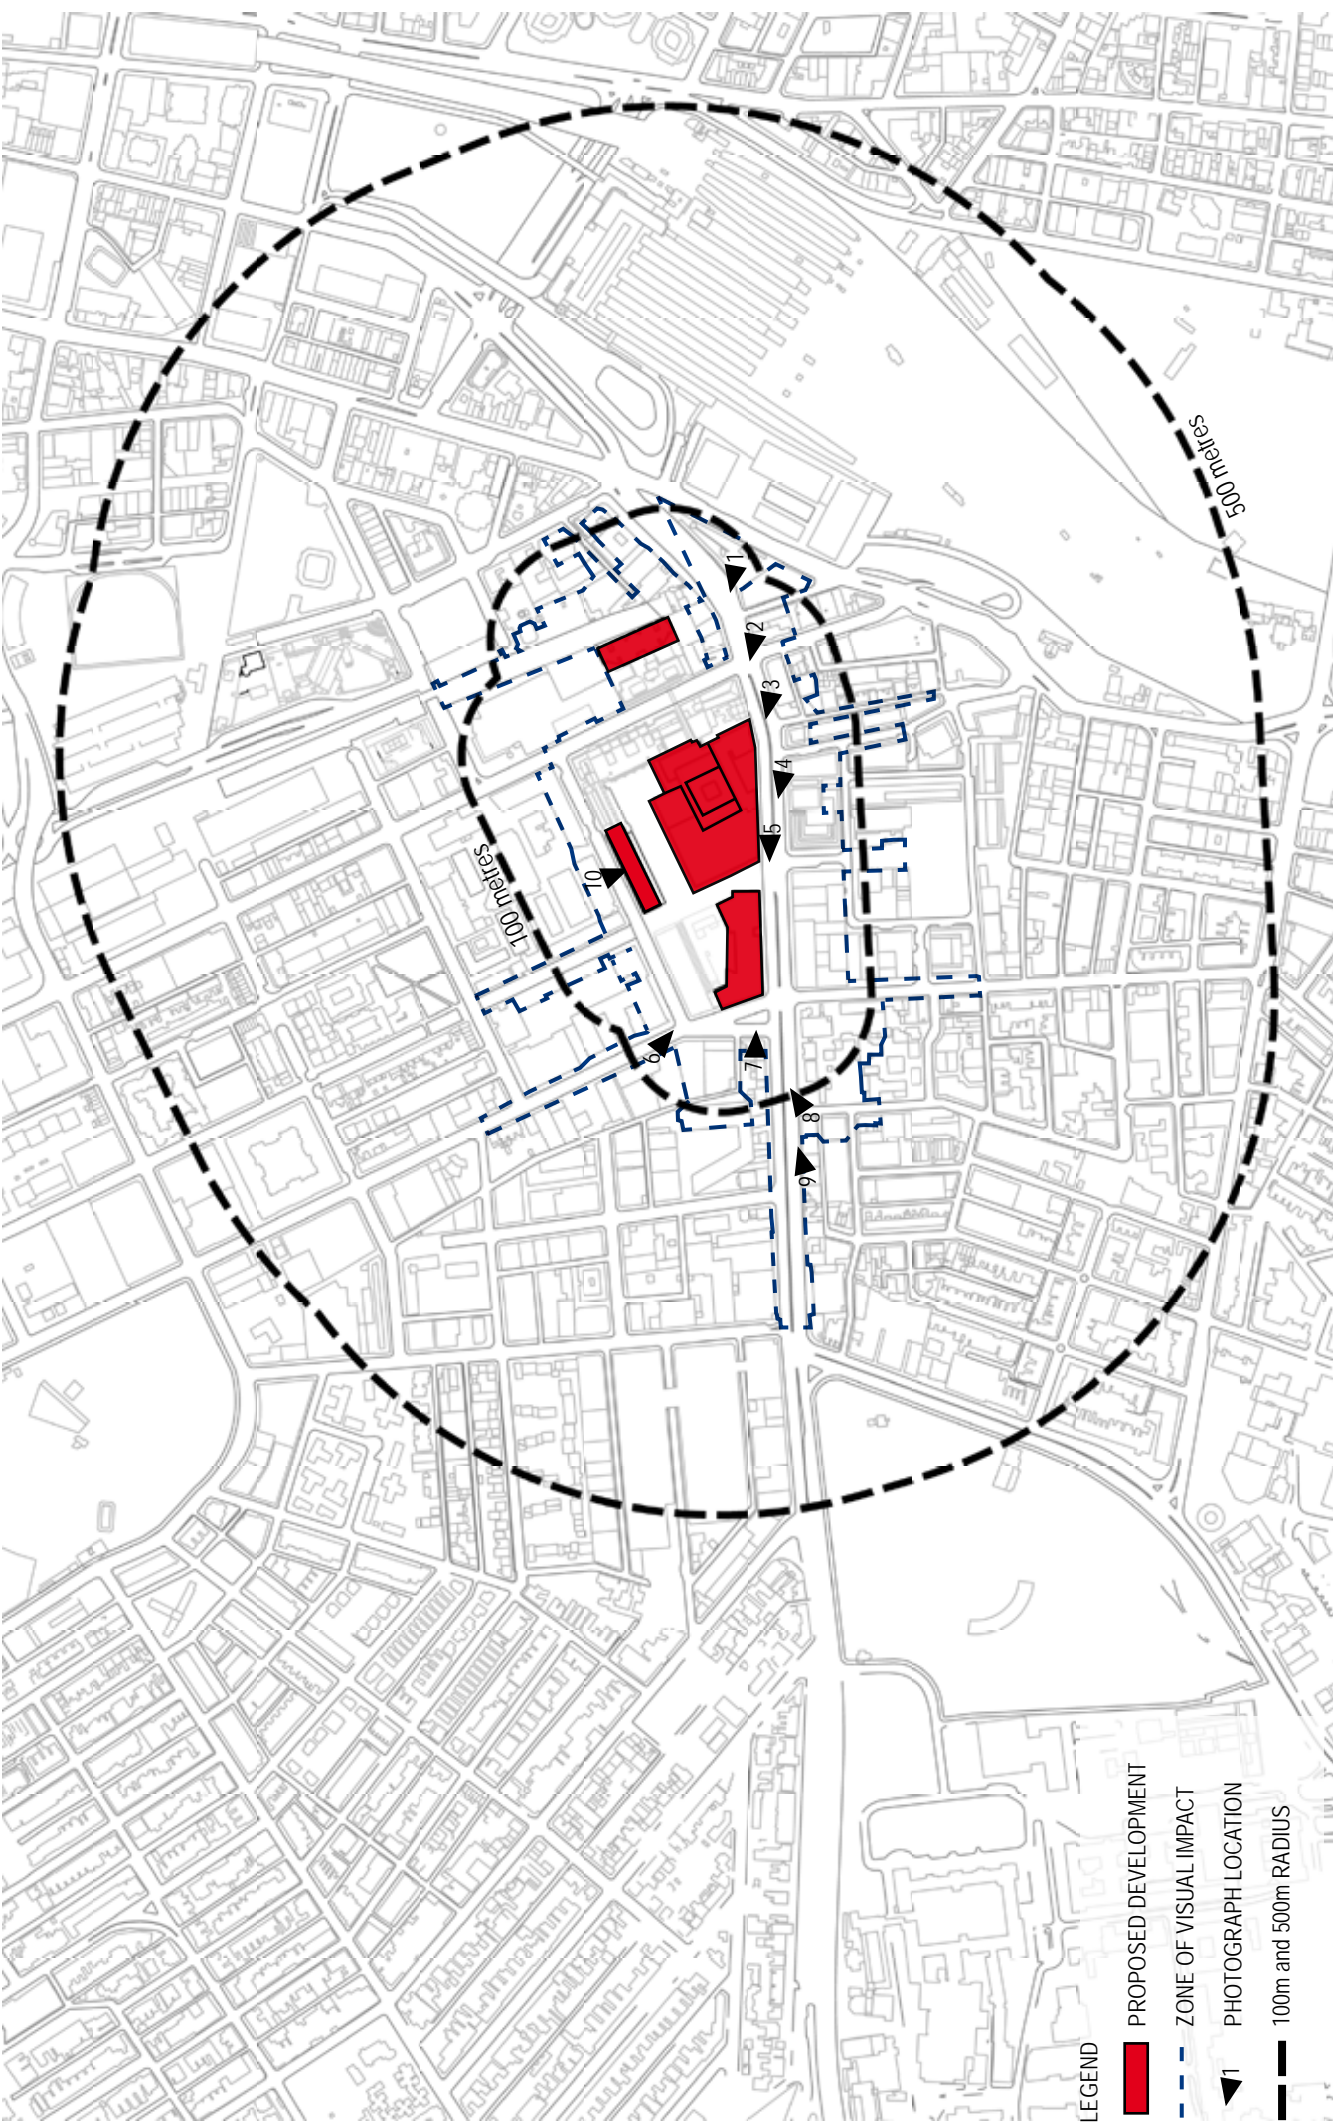 500 metres
100 metres
1
2
3
4
5
6
7
8
9
10
LEGEND
PROPOSED DEVELOPMENT
ZONE OF VISUAL IMPACT
1 PHOTOGRAPH LOCATION
100m and 500m RADIUS